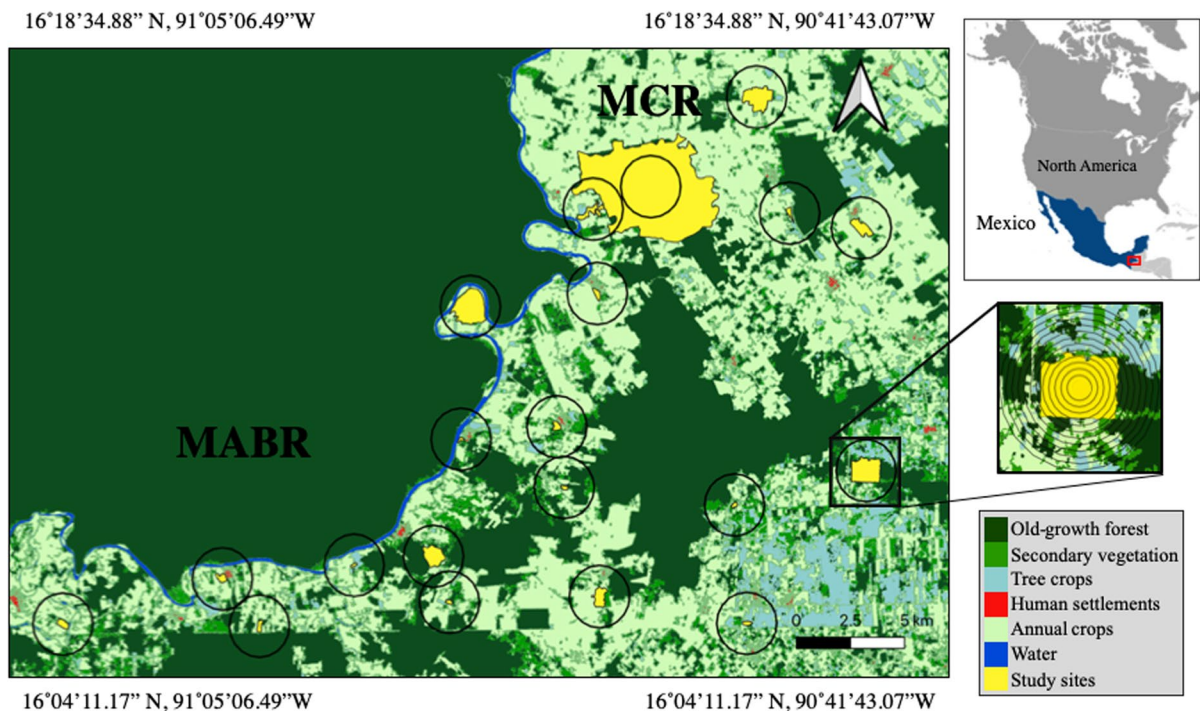 16°18’34.88” N, 91°05’06.49”W
16°18’34.88” N, 90°41’43.07”W
MCR
North America
Mexico
MABR
0 2.5 5 km
Old-growth forest
Secondary vegetation
Tree crops
Human settlements
Annual crops
Water
Study sites
16°04’11.17” N, 91°05’06.49”W
16°04’11.17” N, 90°41’43.07”W